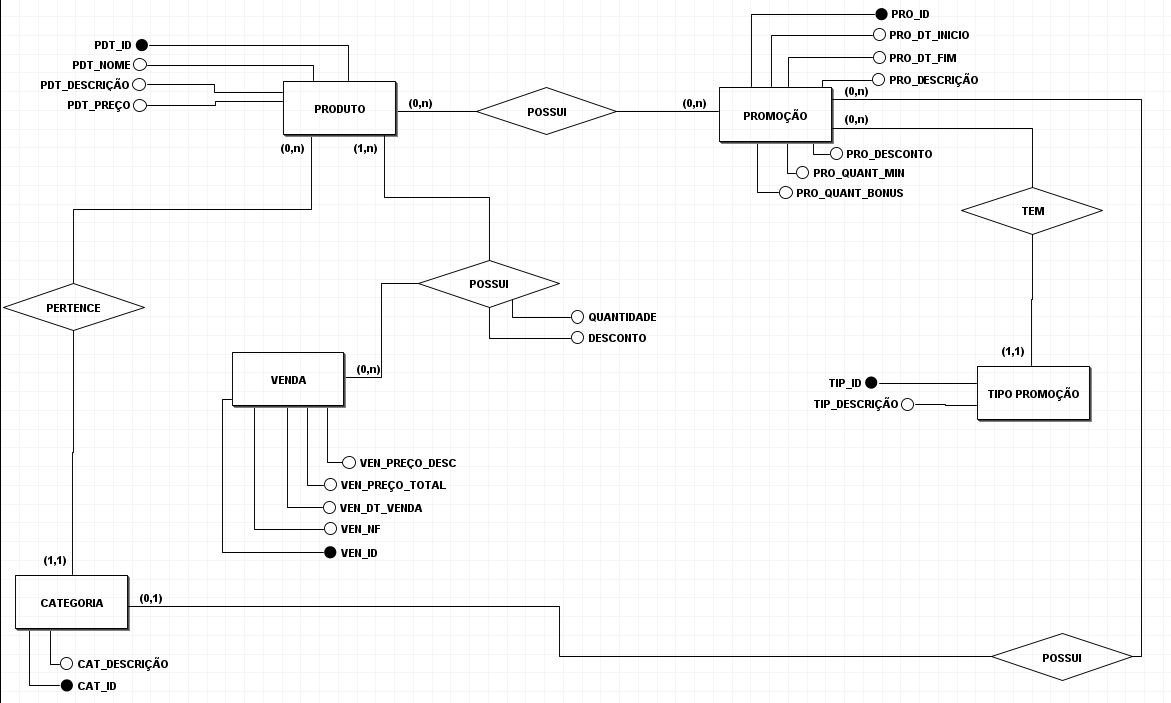 PDT_ID
PDT_NOME
PDT_DESCRIÇÃO
PDT_PREÇO
PRODUTO
(0,n)
POSSUI
(0,n)
PRO_ID
PRO_DT_INICIO
PRO_DT_FIM
PRO_DESCRIÇÃO
PROMOÇÃO
(0,n)
(0,n)
PRO_DESCONTO
PRO_QUANT_MIN
PRO_QUANT_BONUS
(0,n)
(1,n)
TEM
PERTENCE
POSSUI
QUANTIDADE
DESCONTO
(1,1)
VENDA
(0,n)
TIP_ID
TIP_DESCRIÇÃO
TIPO PROMOÇÃO
VEN_PREÇO_DESC
VEN_PREÇO_TOTAL
VEN_DT_VENDA
VEN_NF
VEN_ID
(1,1)
CATEGORIA
(0,1)
POSSUI
CAT_DESCRIÇÃO
CAT_ID